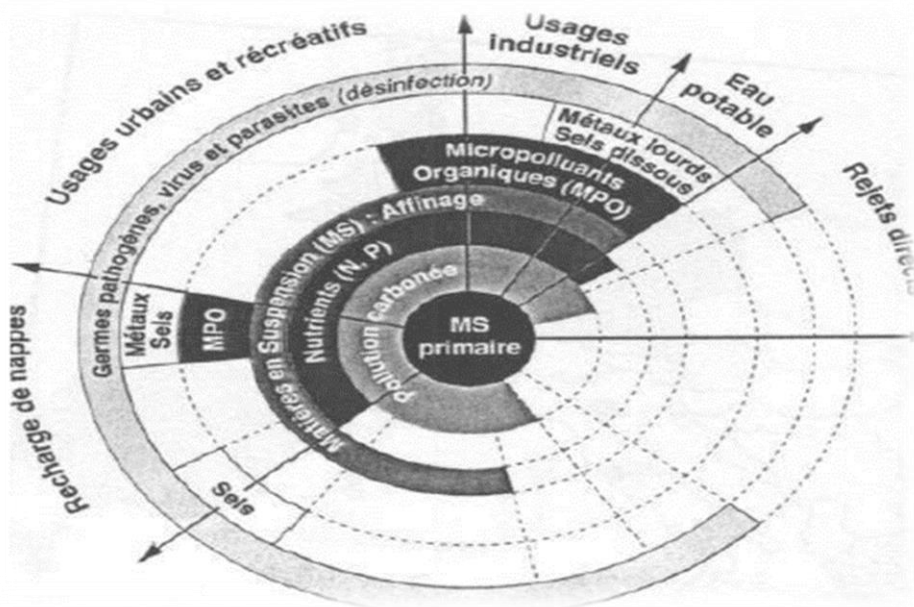 Usages urbains et récréatifs
Usages
industriels
Eau
potable
Rejets directs
Recharge de nappes
Germes pathogènes, virus et parasites (désinfection)
Métaux lourds
Sels dissous
Micropolluants
Organiques (MPO)
Matières en Suspension (MS) : Affinage
Nutrients (N, P)
Pollution carbonée
MS
primaire
Métaux
Sels
MPO
Sels